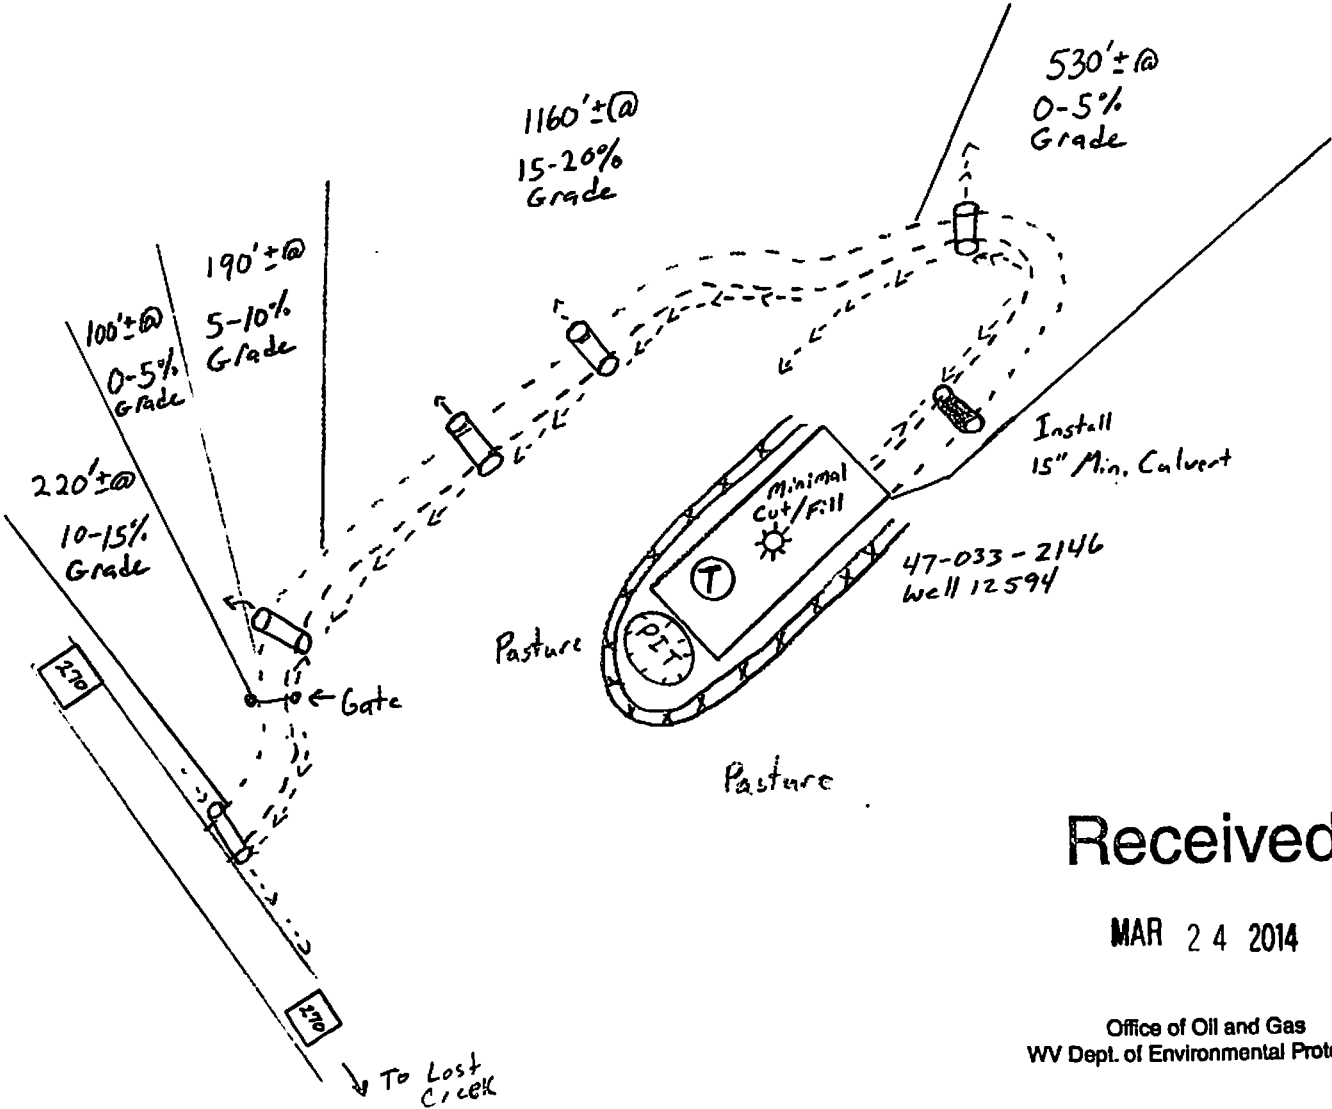 530'±@
0-5%
Grade
1160'±@
15-20%
Grade
190'±@
5-10%
Grade
100'±@
0-5%
Grade
220'±@
10-15%
Grade
Install
15" Min. Culvert
Minimal
Cut/Fill
T
PIT
47-033-2146
Well 12594
Pasture
Gate
270
Pasture
270
To Lost
Creek
Received
MAR 24 2014
Office of Oil and Gas
WV Dept. of Environmental Prote